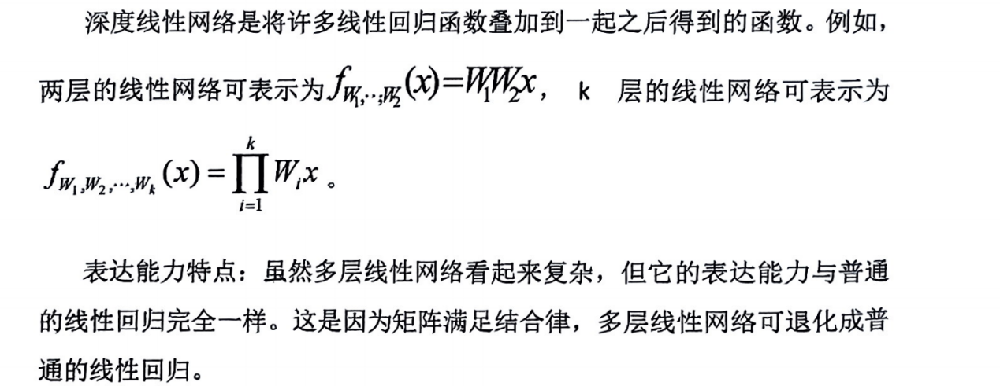 深度线性网络是将许多线性回归函数叠加到一起之后得到的函数。例如，
两层的线性网络可表示为 $f_{W_1,\cdots,W_2}(x)=W_1W_2x$， k 层的线性网络可表示为
$f_{W_1,W_2,\cdots,W_k}(x)=\prod_{i=1}^{k}W_ix$ 。
表达能力特点：虽然多层线性网络看起来复杂，但它的表达能力与普通
的线性回归完全一样。这是因为矩阵满足结合律，多层线性网络可退化成普
通的线性回归。